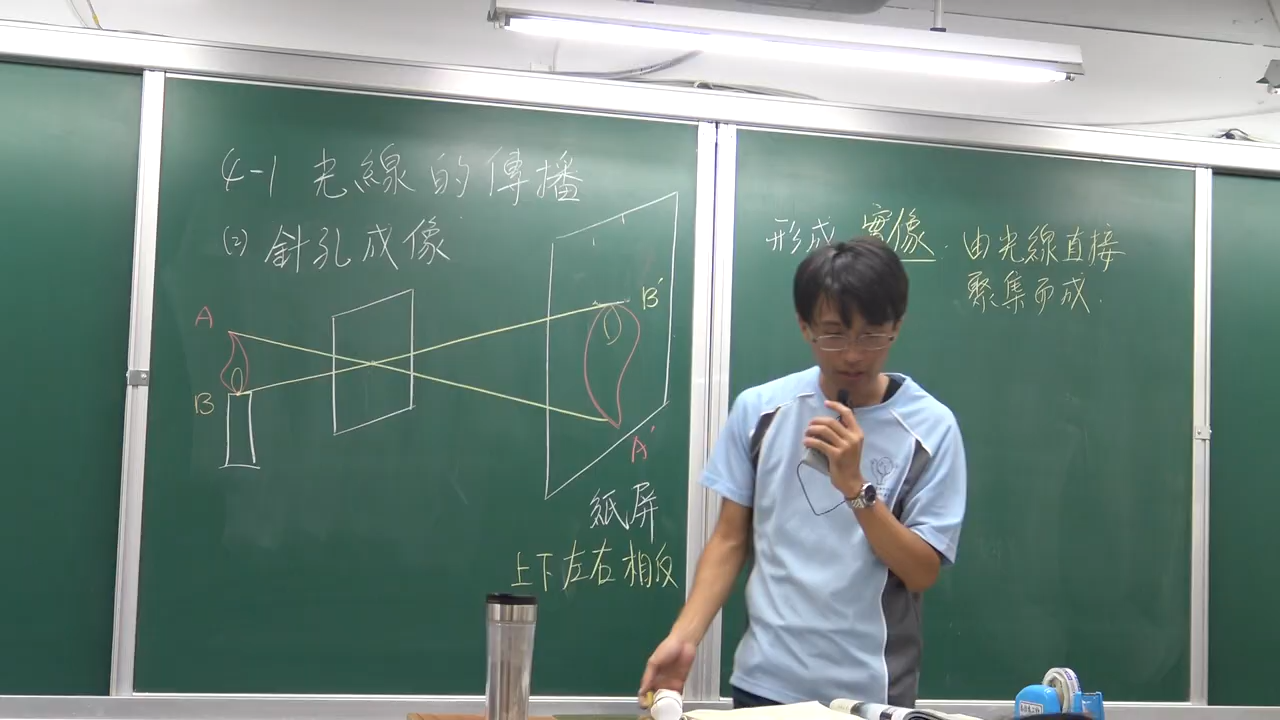 4-1 光線的傳播
(2) 針孔成像
A
B
B'
A'
紙屏
上下左右相反
形成 實像. 由光線直接
聚集而成.